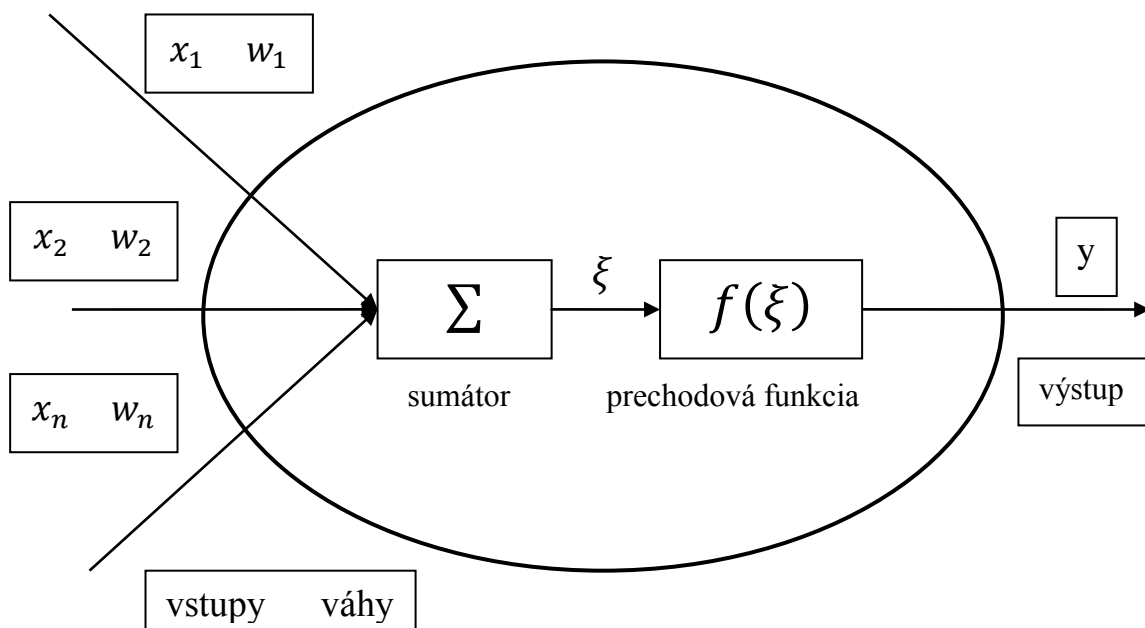 x₁ w₁
x₂ w₂
ξ
y
∑
f(ξ)
xₙ wₙ
sumátor
prechodová funkcia
výstup
vstupy váhy